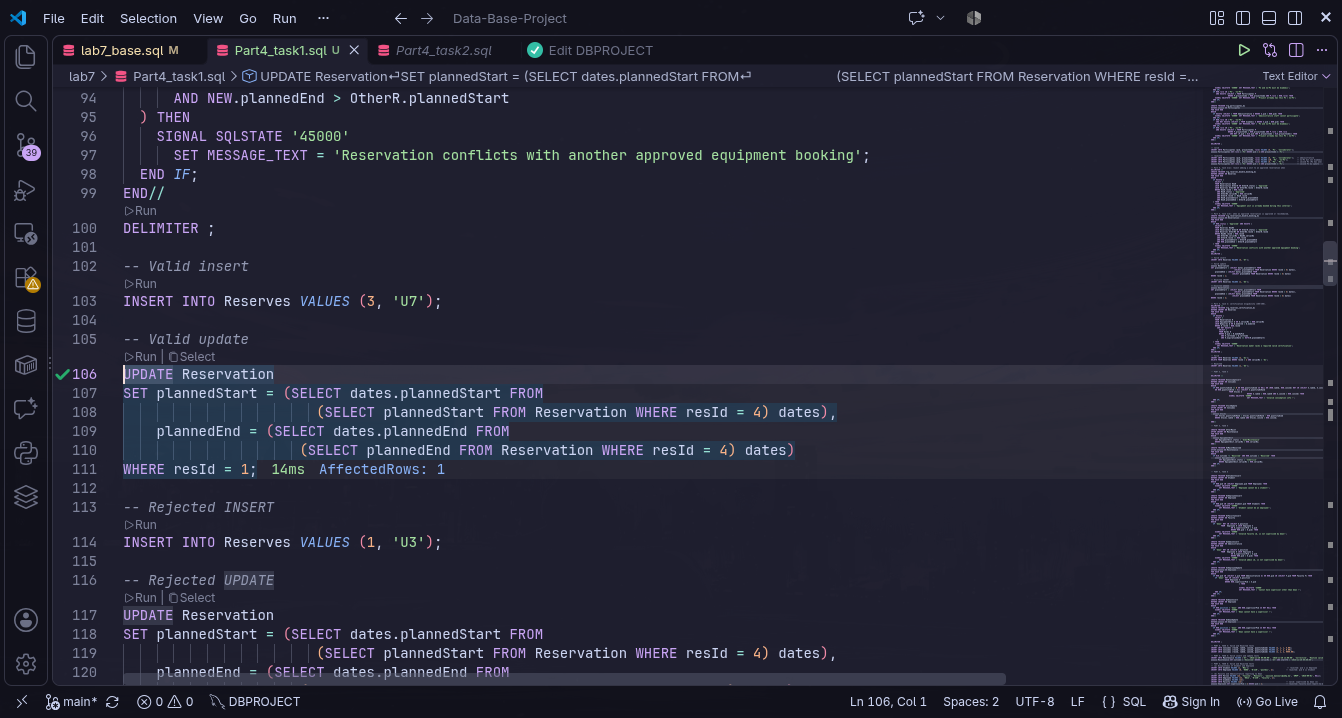 File Edit Selection View Go Run ··· Data-Base-Project
lab7_base.sql M Part4_task1.sql U Part4_task2.sql Edit DBPROJECT
lab7 > Part4_task1.sql > UPDATE Reservation↵SET plannedStart = (SELECT dates.plannedStart FROM↵ (SELECT plannedStart FROM Reservation WHERE resId =... Text Editor
94 AND NEW.plannedEnd > OtherR.plannedStart
95 ) THEN
96 SIGNAL SQLSTATE '45000'
97 SET MESSAGE_TEXT = 'Reservation conflicts with another approved equipment booking';
98 END IF;
99 END//
▷Run
100 DELIMITER ;
101
102 -- Valid insert
▷Run
103 INSERT INTO Reserves VALUES (3, 'U7');
104
105 -- Valid update
▷Run | Select
106 UPDATE Reservation
107 SET plannedStart = (SELECT dates.plannedStart FROM
108 (SELECT plannedStart FROM Reservation WHERE resId = 4) dates),
109 plannedEnd = (SELECT dates.plannedEnd FROM
110 (SELECT plannedEnd FROM Reservation WHERE resId = 4) dates)
111 WHERE resId = 1; 14ms AffectedRows: 1
112
113 -- Rejected INSERT
▷Run
114 INSERT INTO Reserves VALUES (1, 'U3');
115
116 -- Rejected UPDATE
▷Run | Select
117 UPDATE Reservation
118 SET plannedStart = (SELECT dates.plannedStart FROM
119 (SELECT plannedStart FROM Reservation WHERE resId = 4) dates),
120 plannedEnd = (SELECT dates.plannedEnd FROM
39
main* 0 0 DBPROJECT Ln 106, Col 1 Spaces: 2 UTF-8 LF { } SQL Sign In Go Live